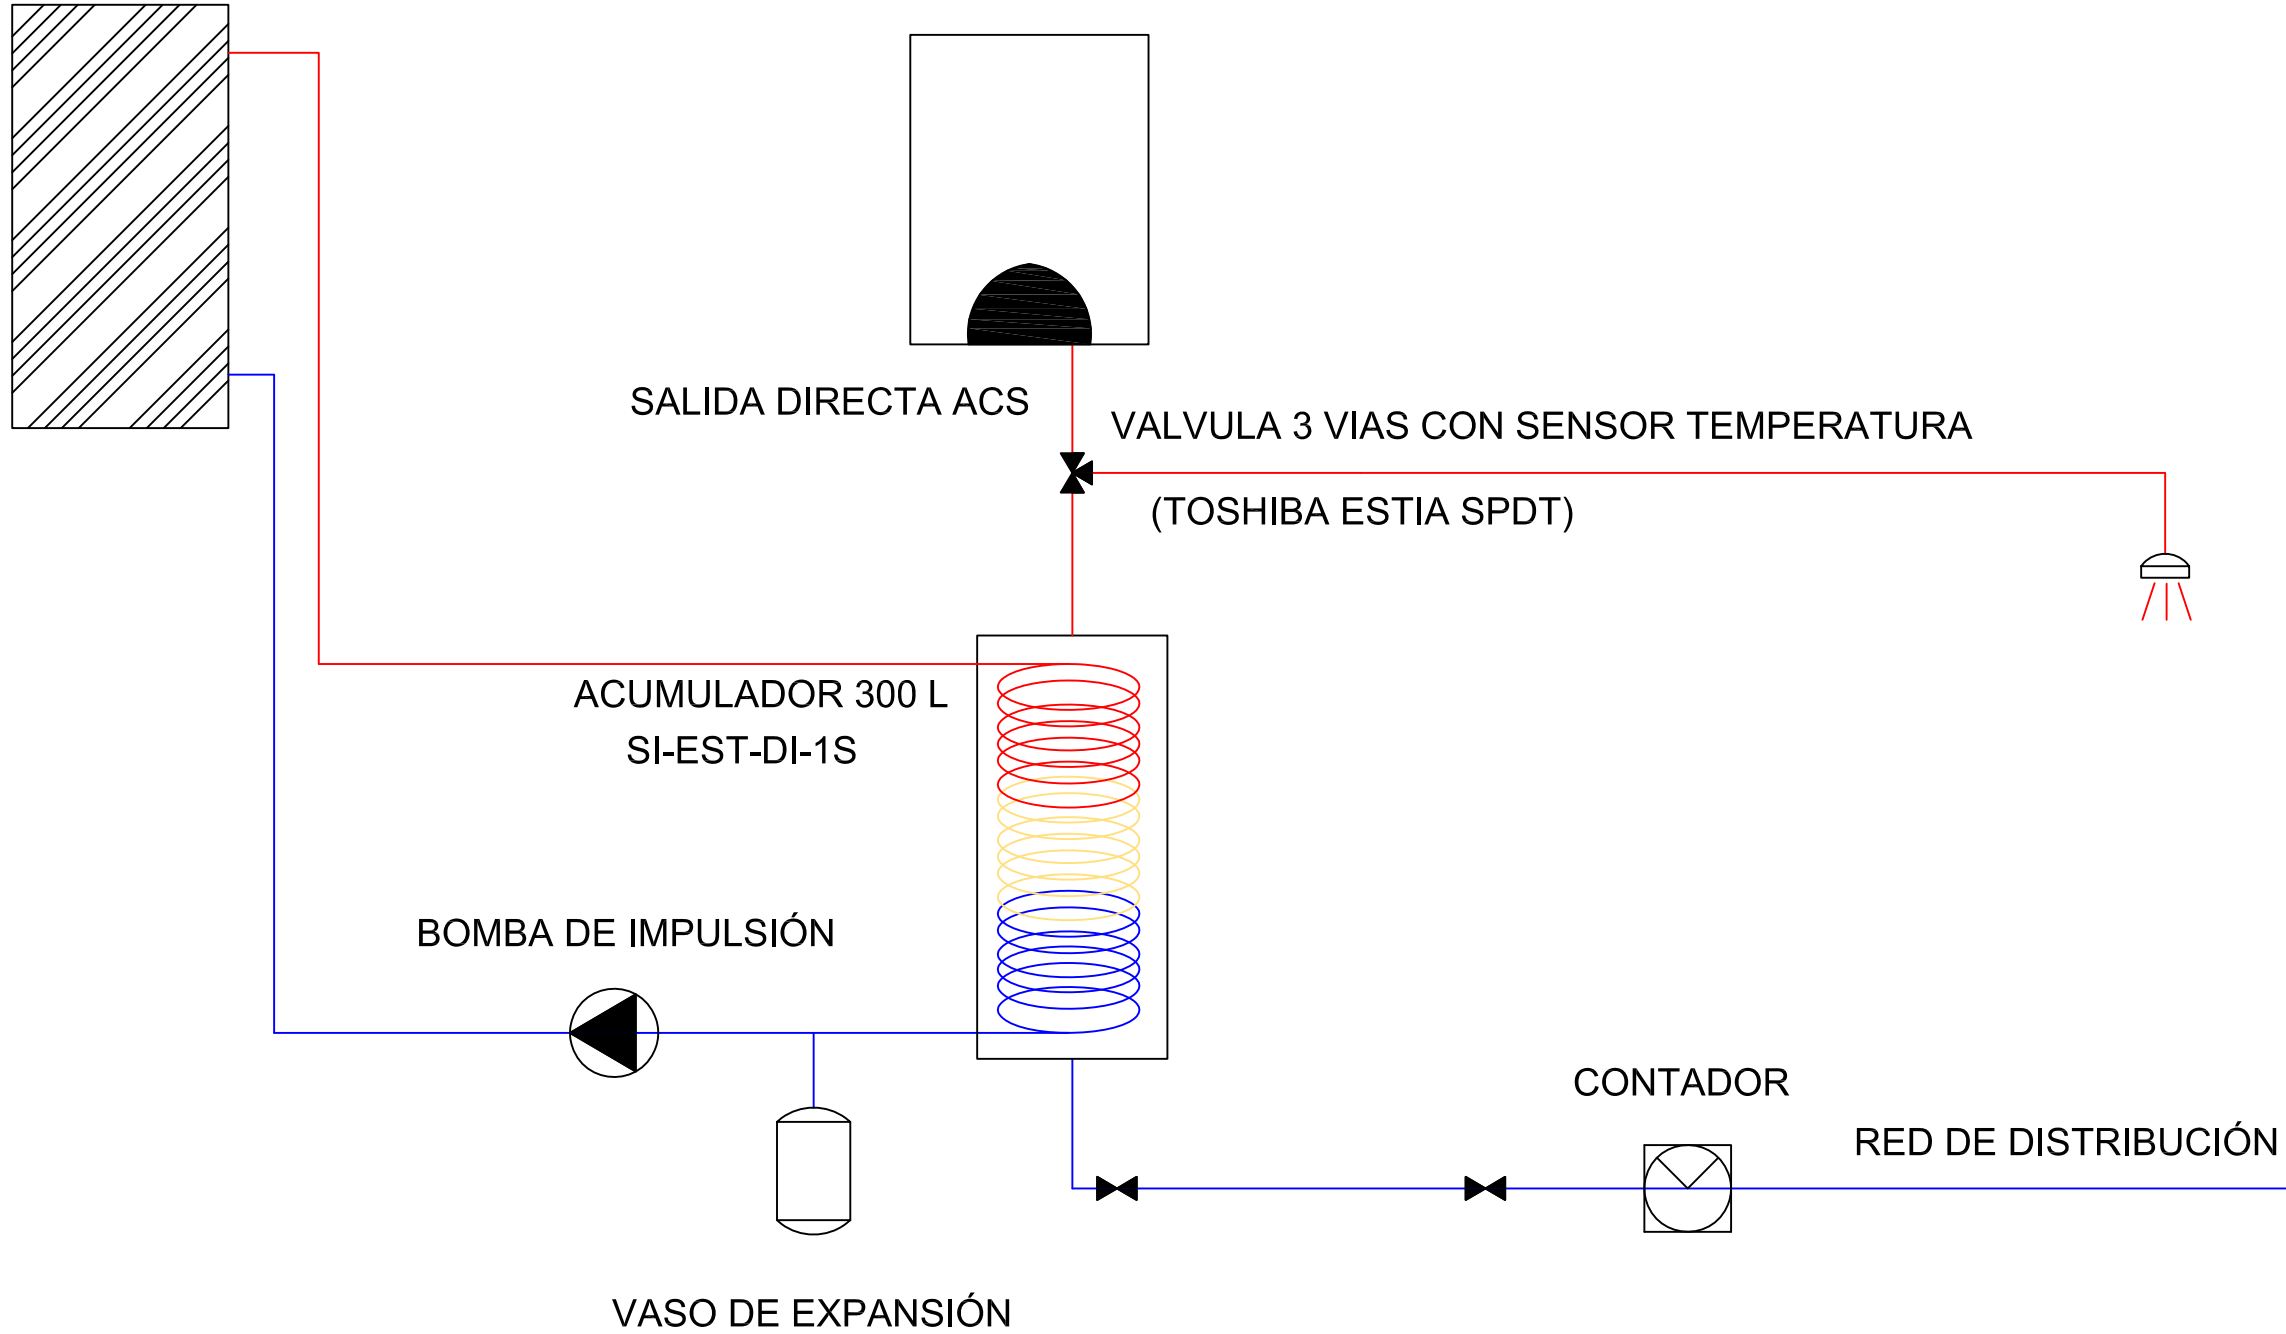 SALIDA DIRECTA ACS
VALVULA 3 VIAS CON SENSOR TEMPERATURA
(TOSHIBA ESTIA SPDT)
ACUMULADOR 300 L
SI-EST-DI-1S
BOMBA DE IMPULSIÓN
CONTADOR
RED DE DISTRIBUCIÓN
VASO DE EXPANSIÓN